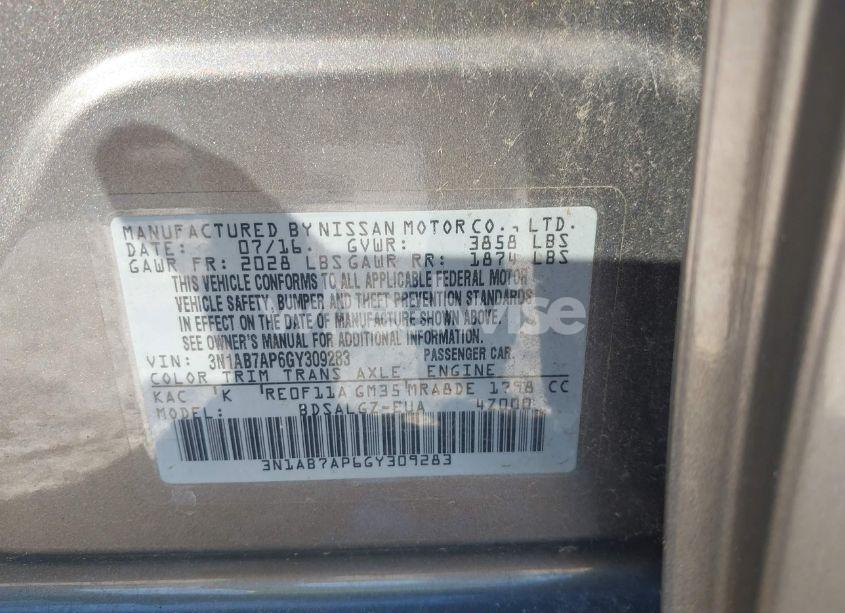 MANUFACTURED BY NISSAN MOTOR CO., LTD.
DATE: 07/16 GVWR: 3858 LBS
GAWR FR: 2028 LBS GAWR RR: 1874 LBS
THIS VEHICLE CONFORMS TO ALL APPLICABLE FEDERAL MOTOR
VEHICLE SAFETY, BUMPER AND THEFT PREVENTION STANDARDS
IN EFFECT ON THE DATE OF MANUFACTURE SHOWN ABOVE.
SEE OWNER'S MANUAL FOR ADDITIONAL INFORMATION.
VIN: 3N1AB7AP6GY309283 PASSENGER CAR.
COLOR TRIM TRANS AXLE ENGINE
KAC K RE0F11A GM35 MRA8DE 1798 CC
MODEL: BDSALGZ-EUA 4Z000
3N1AB7AP6GY309283